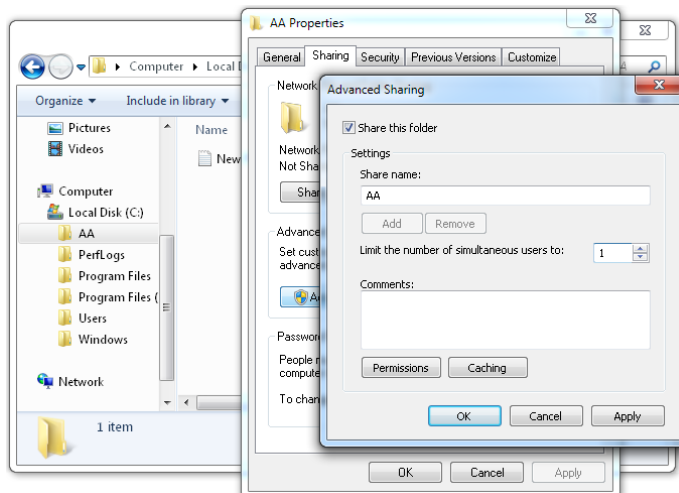 AA Properties
General Sharing Security Previous Versions Customize
Computer Local
Organize Include in library
Pictures
Videos
Computer
Local Disk (C:)
AA
PerfLogs
Program Files
Program Files (
Users
Windows
Network
1 item
Name
New
Network
Network
Not Sha
Shar
Advance
Set cust
advance
Passwor
People
compute
To chan
OK Cancel Apply
Advanced Sharing
Share this folder
Settings
Share name:
AA
Add Remove
Limit the number of simultaneous users to: 1
Comments:
Permissions Caching
OK Cancel Apply